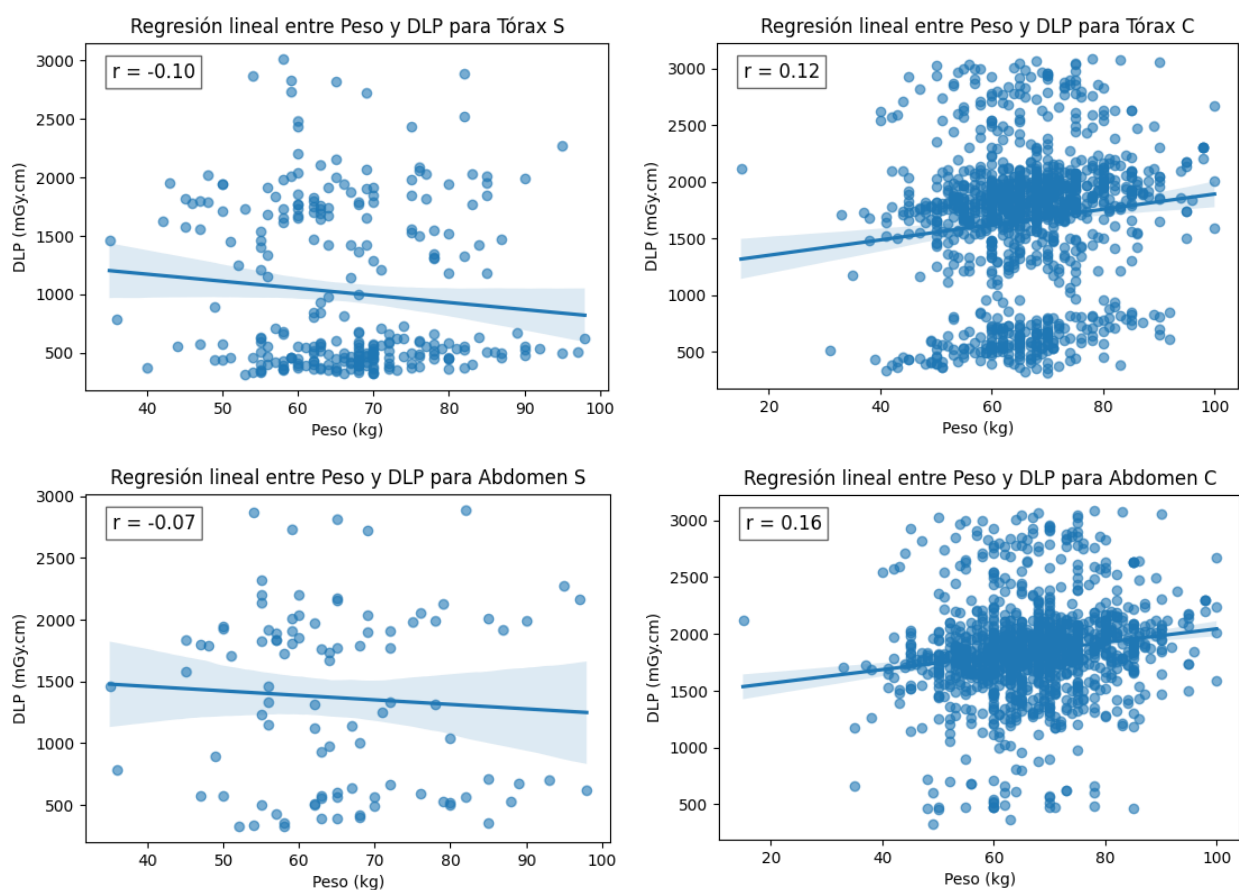 Regresión lineal entre Peso y DLP para Tórax S
r = -0.10
3000
2500
2000
1500
1000
500
DLP (mGy.cm)
40 50 60 70 80 90 100
Peso (kg)
Regresión lineal entre Peso y DLP para Tórax C
r = 0.12
3000
2500
2000
1500
1000
500
DLP (mGy.cm)
20 40 60 80 100
Peso (kg)
Regresión lineal entre Peso y DLP para Abdomen S
r = -0.07
3000
2500
2000
1500
1000
500
DLP (mGy.cm)
40 50 60 70 80 90 100
Peso (kg)
Regresión lineal entre Peso y DLP para Abdomen C
r = 0.16
3000
2500
2000
1500
1000
500
DLP (mGy.cm)
20 40 60 80 100
Peso (kg)